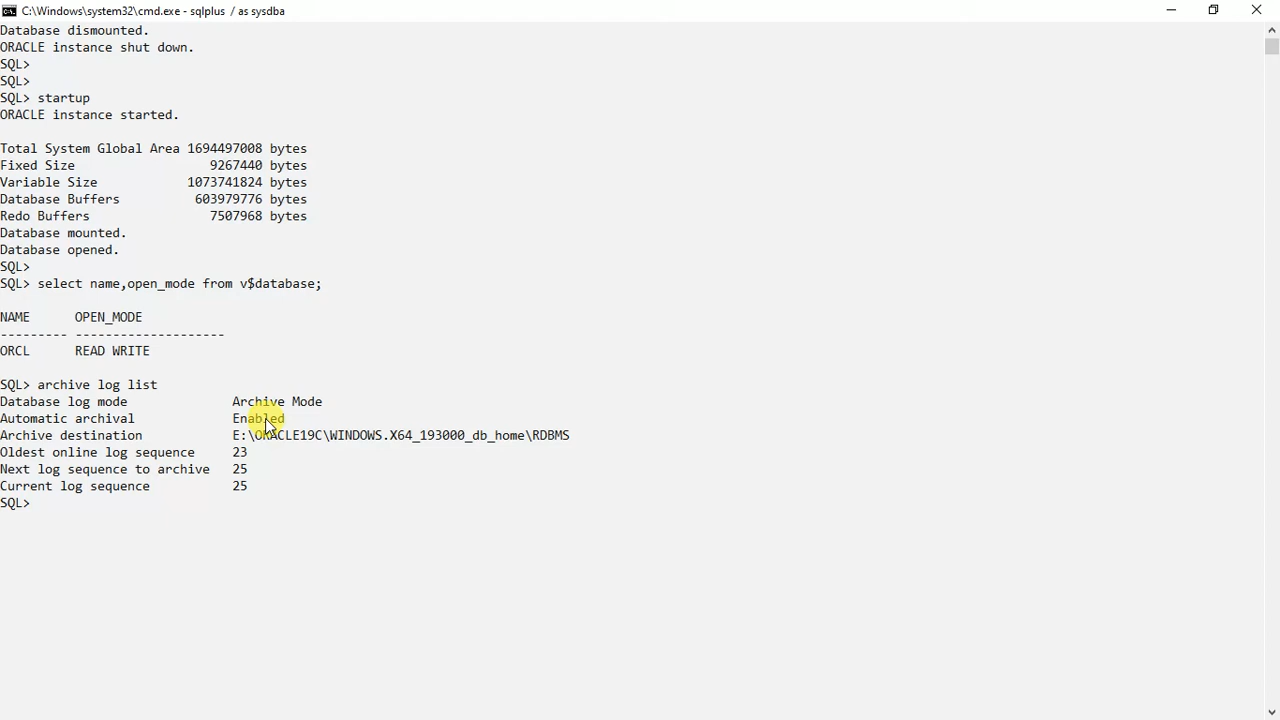 C:\Windows\system32\cmd.exe - sqlplus / as sysdba
Database dismounted.
ORACLE instance shut down.
SQL>
SQL>
SQL> startup
ORACLE instance started.
Total System Global Area 1694497008 bytes
Fixed Size 9267440 bytes
Variable Size 1073741824 bytes
Database Buffers 603979776 bytes
Redo Buffers 7507968 bytes
Database mounted.
Database opened.
SQL>
SQL> select name,open_mode from v$database;
NAME OPEN_MODE
--------- --------------------
ORCL READ WRITE
SQL> archive log list
Database log mode Archive Mode
Automatic archival Enabled
Archive destination E:\ORACLE19C\WINDOWS.X64_193000_db_home\RDBMS
Oldest online log sequence 23
Next log sequence to archive 25
Current log sequence 25
SQL>